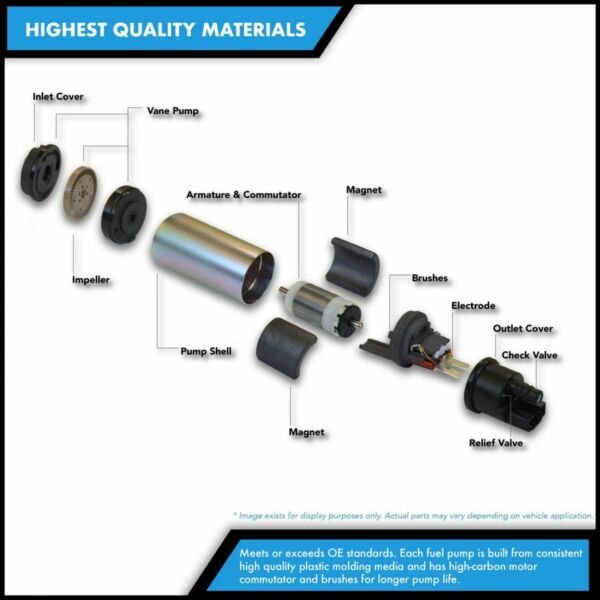 HIGHEST QUALITY MATERIALS
Inlet Cover
Vane Pump
Impeller
Armature & Commutator
Magnet
Pump Shell
Magnet
Brushes
Electrode
Outlet Cover
Check Valve
Relief Valve
* Image exists for display purposes only. Actual parts may vary depending on vehicle application.
Meets or exceeds OE standards. Each fuel pump is built from consistent
high quality plastic molding media and has high-carbon motor
commutator and brushes for longer pump life.